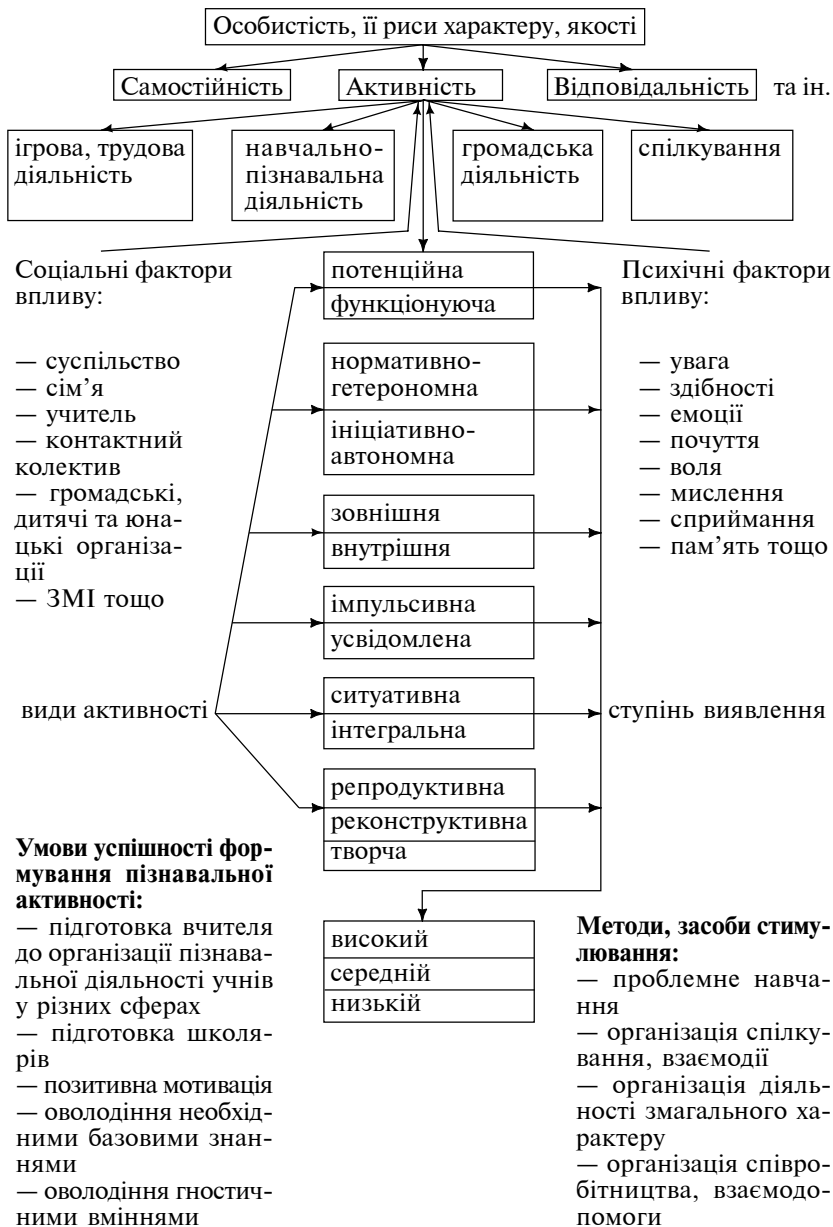 Особистість, її риси характеру, якості
Самостійність
Активність
Відповідальність
та ін.
ігрова, трудова
діяльність
навчально-
пізнавальна
діяльність
громадська
діяльність
спілкування
Соціальні фактори
впливу:
— суспільство
— сім’я
— учитель
— контактний
колектив
— громадські,
дитячі та юна-
цькі організа-
ції
— ЗМІ тощо
потенційна
функціонуюча
нормативно-
гетерономна
ініціативно-
автономна
зовнішня
внутрішня
імпульсивна
усвідомлена
ситуативна
інтегральна
репродуктивна
реконструктивна
творча
Психічні фактори
впливу:
— увага
— здібності
— емоції
— почуття
— воля
— мислення
— сприймання
— пам’ять тощо
види активності
ступінь виявлення
Умови успішності фор-
мування пізнавальної
активності:
— підготовка вчителя
до організації пізнава-
льної діяльності учнів
у різних сферах
— підготовка школя-
рів
— позитивна мотивація
— оволодіння необхід-
ними базовими знан-
нями
— оволодіння гностич-
ними вміннями
високий
середній
низькій
Методи, засоби стиму-
лювання:
— проблемне навча-
ння
— організація спілку-
вання, взаємодії
— організація діяль-
ності змагального ха-
рактеру
— організація співро-
бітництва, взаємодо-
помоги